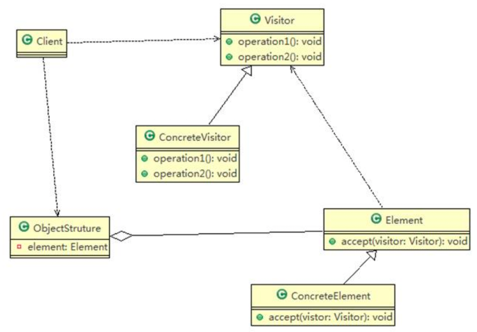 Visitor
operation1(): void
operation2(): void
Client
ConcreteVisitor
operation1(): void
operation2(): void
ObjectStruture
element: Element
Element
accept(visitor: Visitor): void
ConcreteElement
accept(vistor: Visitor): void